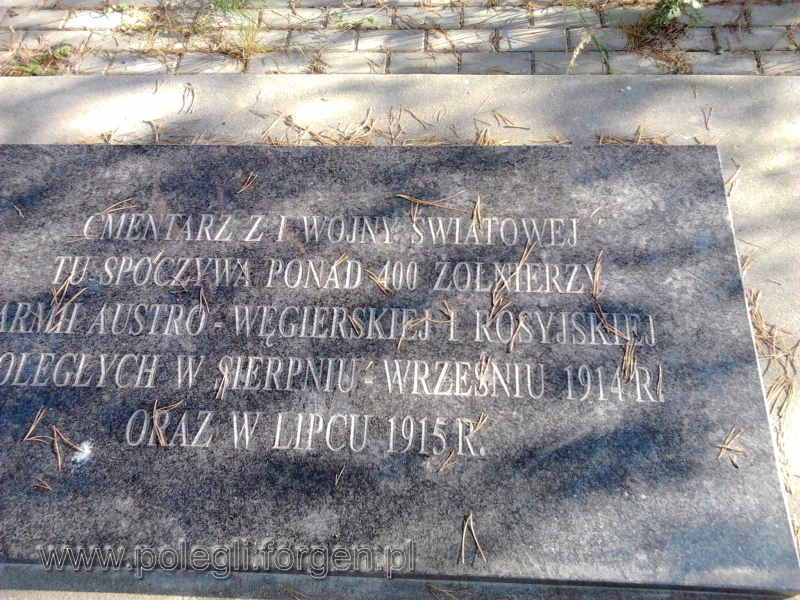 CMENTARZ Z I WOJNY ŚWIATOWEJ
TU SPOCZYWA PONAD 400 ŻOŁNIERZY
ARMII AUSTRO - WĘGIERSKIEJ I ROSYJSKIEJ
OLEGŁYCH W SIERPNIU - WRZEŚNIU 1914 R.
ORAZ W LIPCU 1915 R.
www.polegli.forgen.pl